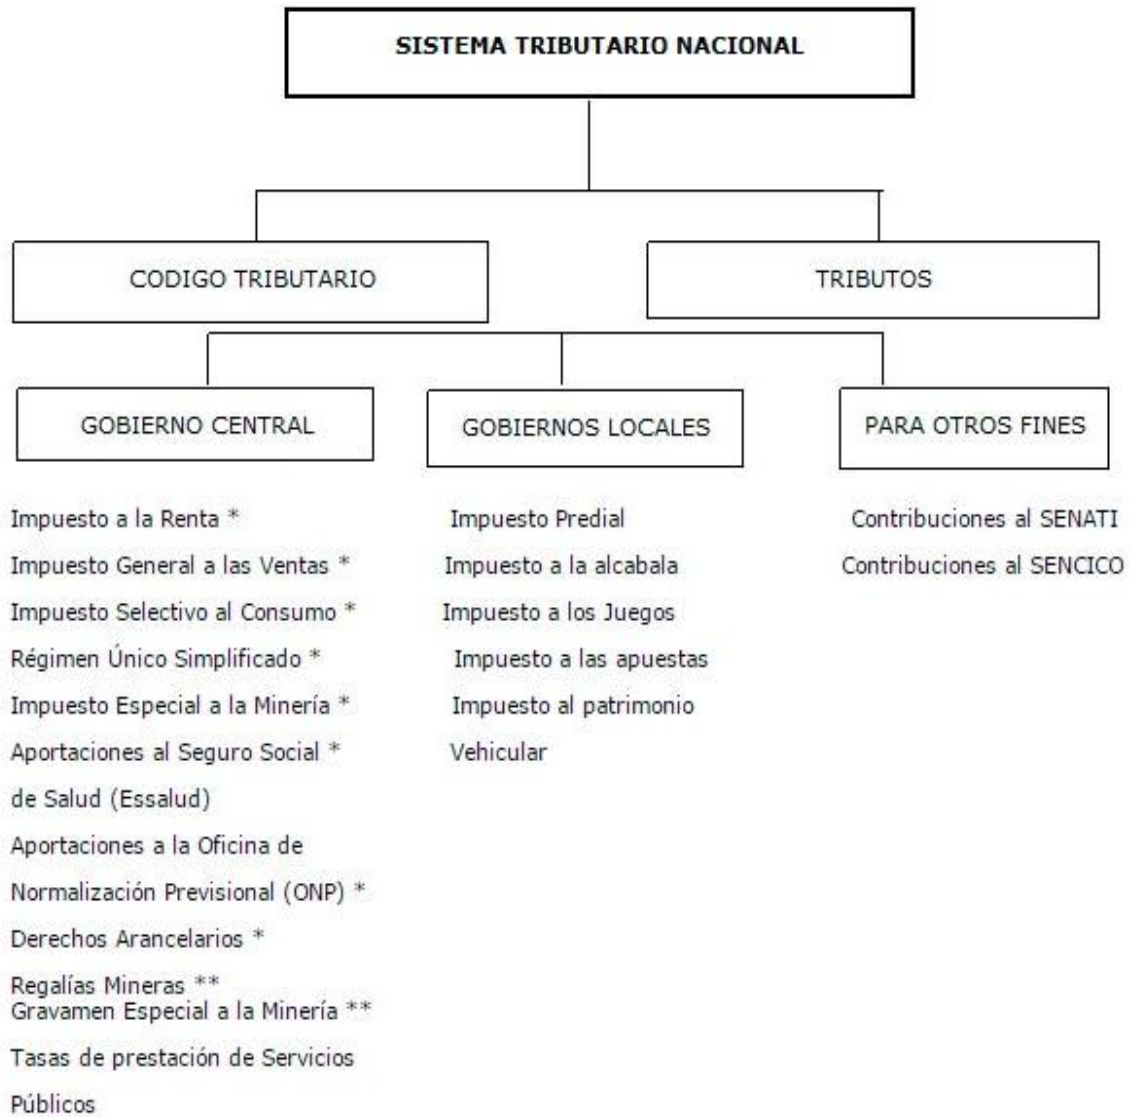 SISTEMA TRIBUTARIO NACIONAL
CODIGO TRIBUTARIO
TRIBUTOS
GOBIERNO CENTRAL
GOBIERNOS LOCALES
PARA OTROS FINES
Impuesto a la Renta *
Impuesto General a las Ventas *
Impuesto Selectivo al Consumo *
Régimen Único Simplificado *
Impuesto Especial a la Minería *
Aportaciones al Seguro Social *
de Salud (Essalud)
Aportaciones a la Oficina de
Normalización Previsional (ONP) *
Derechos Arancelarios *
Regalías Mineras **
Gravamen Especial a la Minería **
Tasas de prestación de Servicios
Públicos
Impuesto Predial
Impuesto a la alcabala
Impuesto a los Juegos
Impuesto a las apuestas
Impuesto al patrimonio
Vehicular
Contribuciones al SENATI
Contribuciones al SENCICO